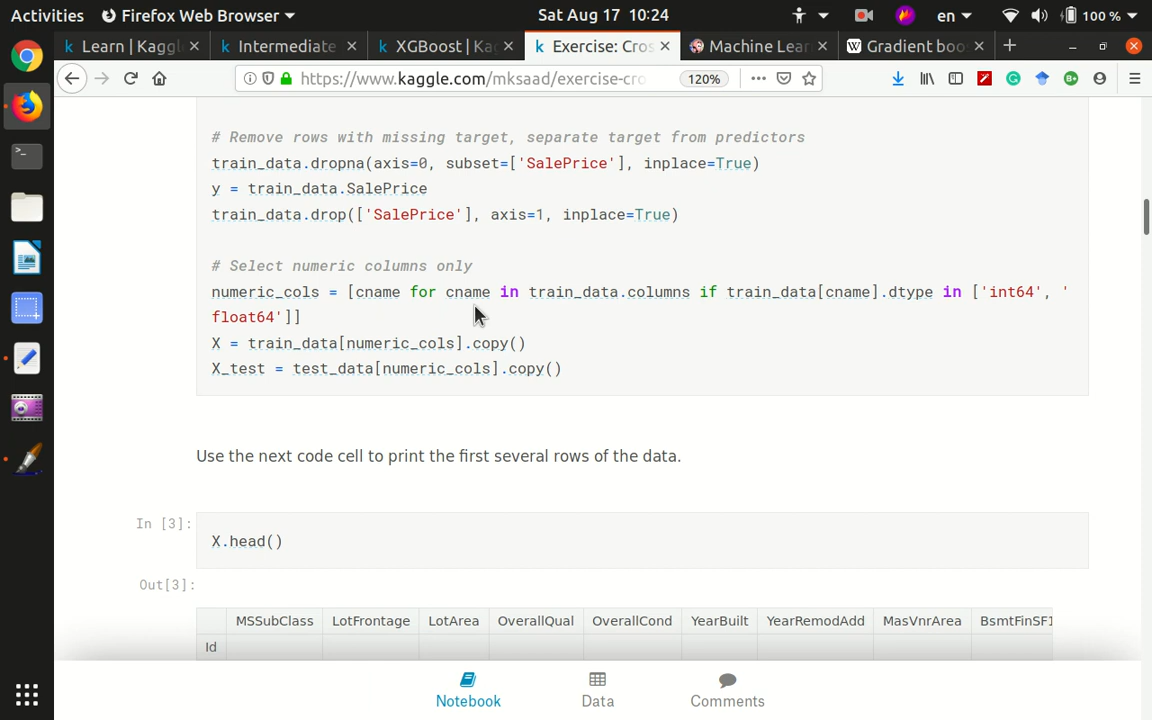 Activities Firefox Web Browser Sat Aug 17 10:24 en 100 %
Learn | Kaggl Intermediate XGBoost | Ka Exercise: Cros Machine Lear Gradient boo
https://www.kaggle.com/mksaad/exercise-cro 120%
# Remove rows with missing target, separate target from predictors
train_data.dropna(axis=0, subset=['SalePrice'], inplace=True)
y = train_data.SalePrice
train_data.drop(['SalePrice'], axis=1, inplace=True)
# Select numeric columns only
numeric_cols = [cname for cname in train_data.columns if train_data[cname].dtype in ['int64', '
float64']]
X = train_data[numeric_cols].copy()
X_test = test_data[numeric_cols].copy()
Use the next code cell to print the first several rows of the data.
In [3]:
X.head()
Out[3]:
MSSubClass LotFrontage LotArea OverallQual OverallCond YearBuilt YearRemodAdd MasVnrArea BsmtFinSF1
Id
Notebook Data Comments